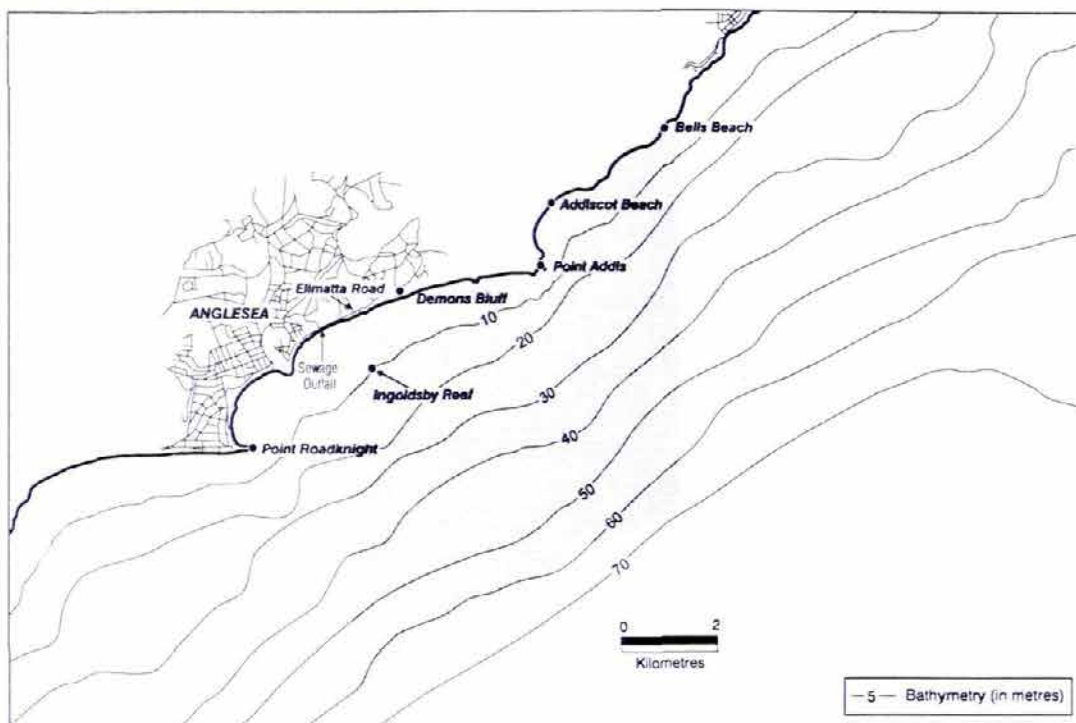 Bells Beach
Addiscot Beach
Point Addis
Elimatta Road
Demons Bluff
ANGLESEA
10
20
Sewage
Outfall
Ingoldsby Reef
30
40
Point Roadknight
50
60
70
0 2
Kilometres
—5— Bathymetry (in metres)